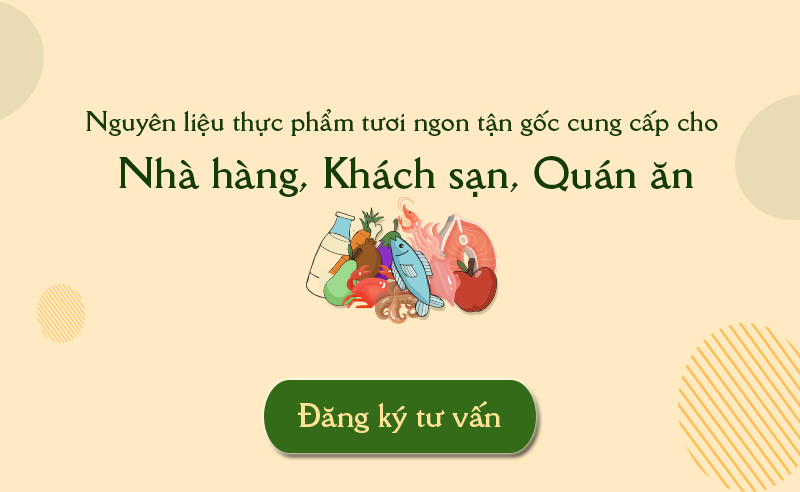 Nguyên liệu thực phẩm tươi ngon tận gốc cung cấp cho
Nhà hàng, Khách sạn, Quán ăn
Đăng ký tư vấn